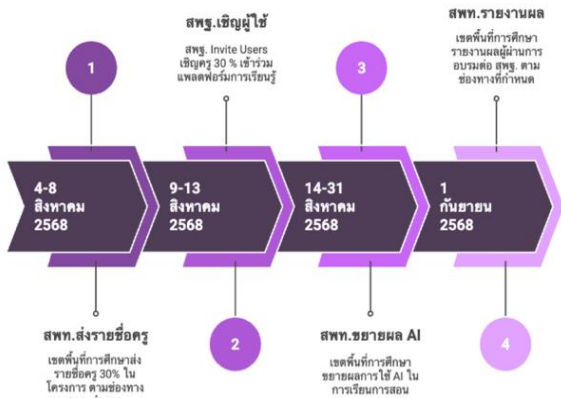 1
4-8
สิงหาคม
2568
สพท.ส่งรายชื่อครู
เขตพื้นที่การศึกษาส่ง
รายชื่อครู 30% ใน
โครงการ ตามช่องทาง
สพฐ.เชิญผู้ใช้
สพฐ. Invite Users
เชิญครู 30 % เข้าร่วม
แพลตฟอร์มการเรียนรู้
9-13
สิงหาคม
2568
2
3
14-31
สิงหาคม
2568
สพท.ขยายผล AI
เขตพื้นที่การศึกษา
ขยายผลการใช้ AI ใน
การเรียนการสอน
สพท.รายงานผล
เขตพื้นที่การศึกษา
รายงานผลผู้ผ่านการ
อบรมต่อ สพฐ. ตาม
ช่องทางที่กำหนด
1
กันยายน
2568
4